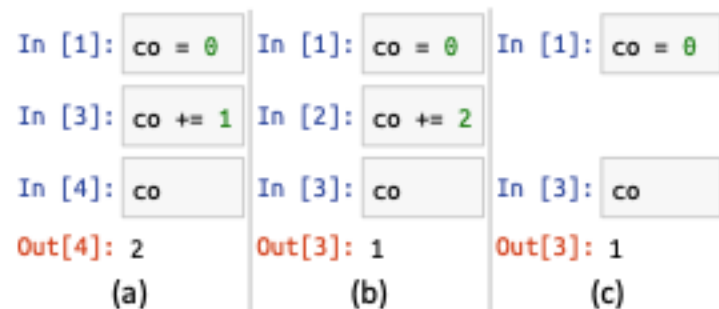 In [1]: co = 0 In [1]: co = 0 In [1]: co = 0
In [3]: co += 1 In [2]: co += 2
In [4]: co In [3]: co In [3]: co
Out[4]: 2 Out[3]: 1 Out[3]: 1
(a) (b) (c)